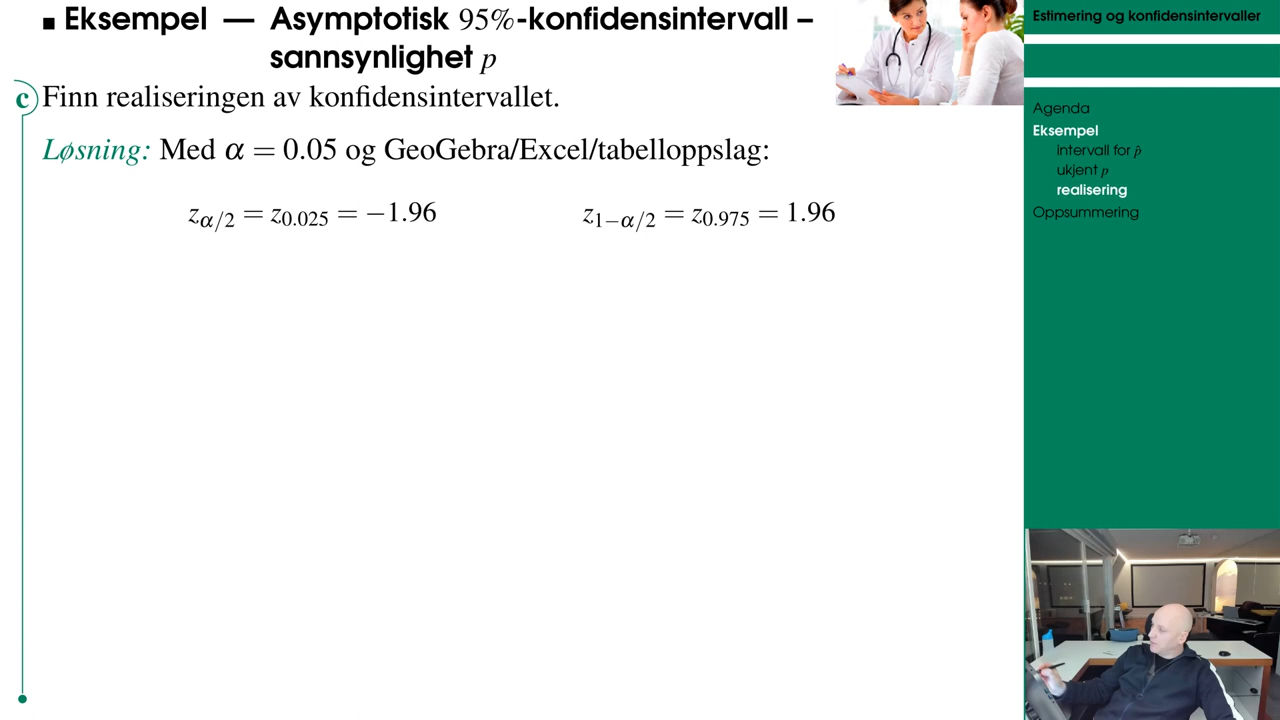 ■ Eksempel — Asymptotisk 95%-konfidensintervall –
sannsynlighet p
c Finn realiseringen av konfidensintervallet.
Løsning: Med α = 0.05 og GeoGebra/Excel/tabelloppslag:
z_{α/2} = z_{0.025} = −1.96 z_{1−α/2} = z_{0.975} = 1.96
Estimering og konfidensintervaller
Agenda
Eksempel
intervall for p̂
ukjent p
realisering
Oppsummering